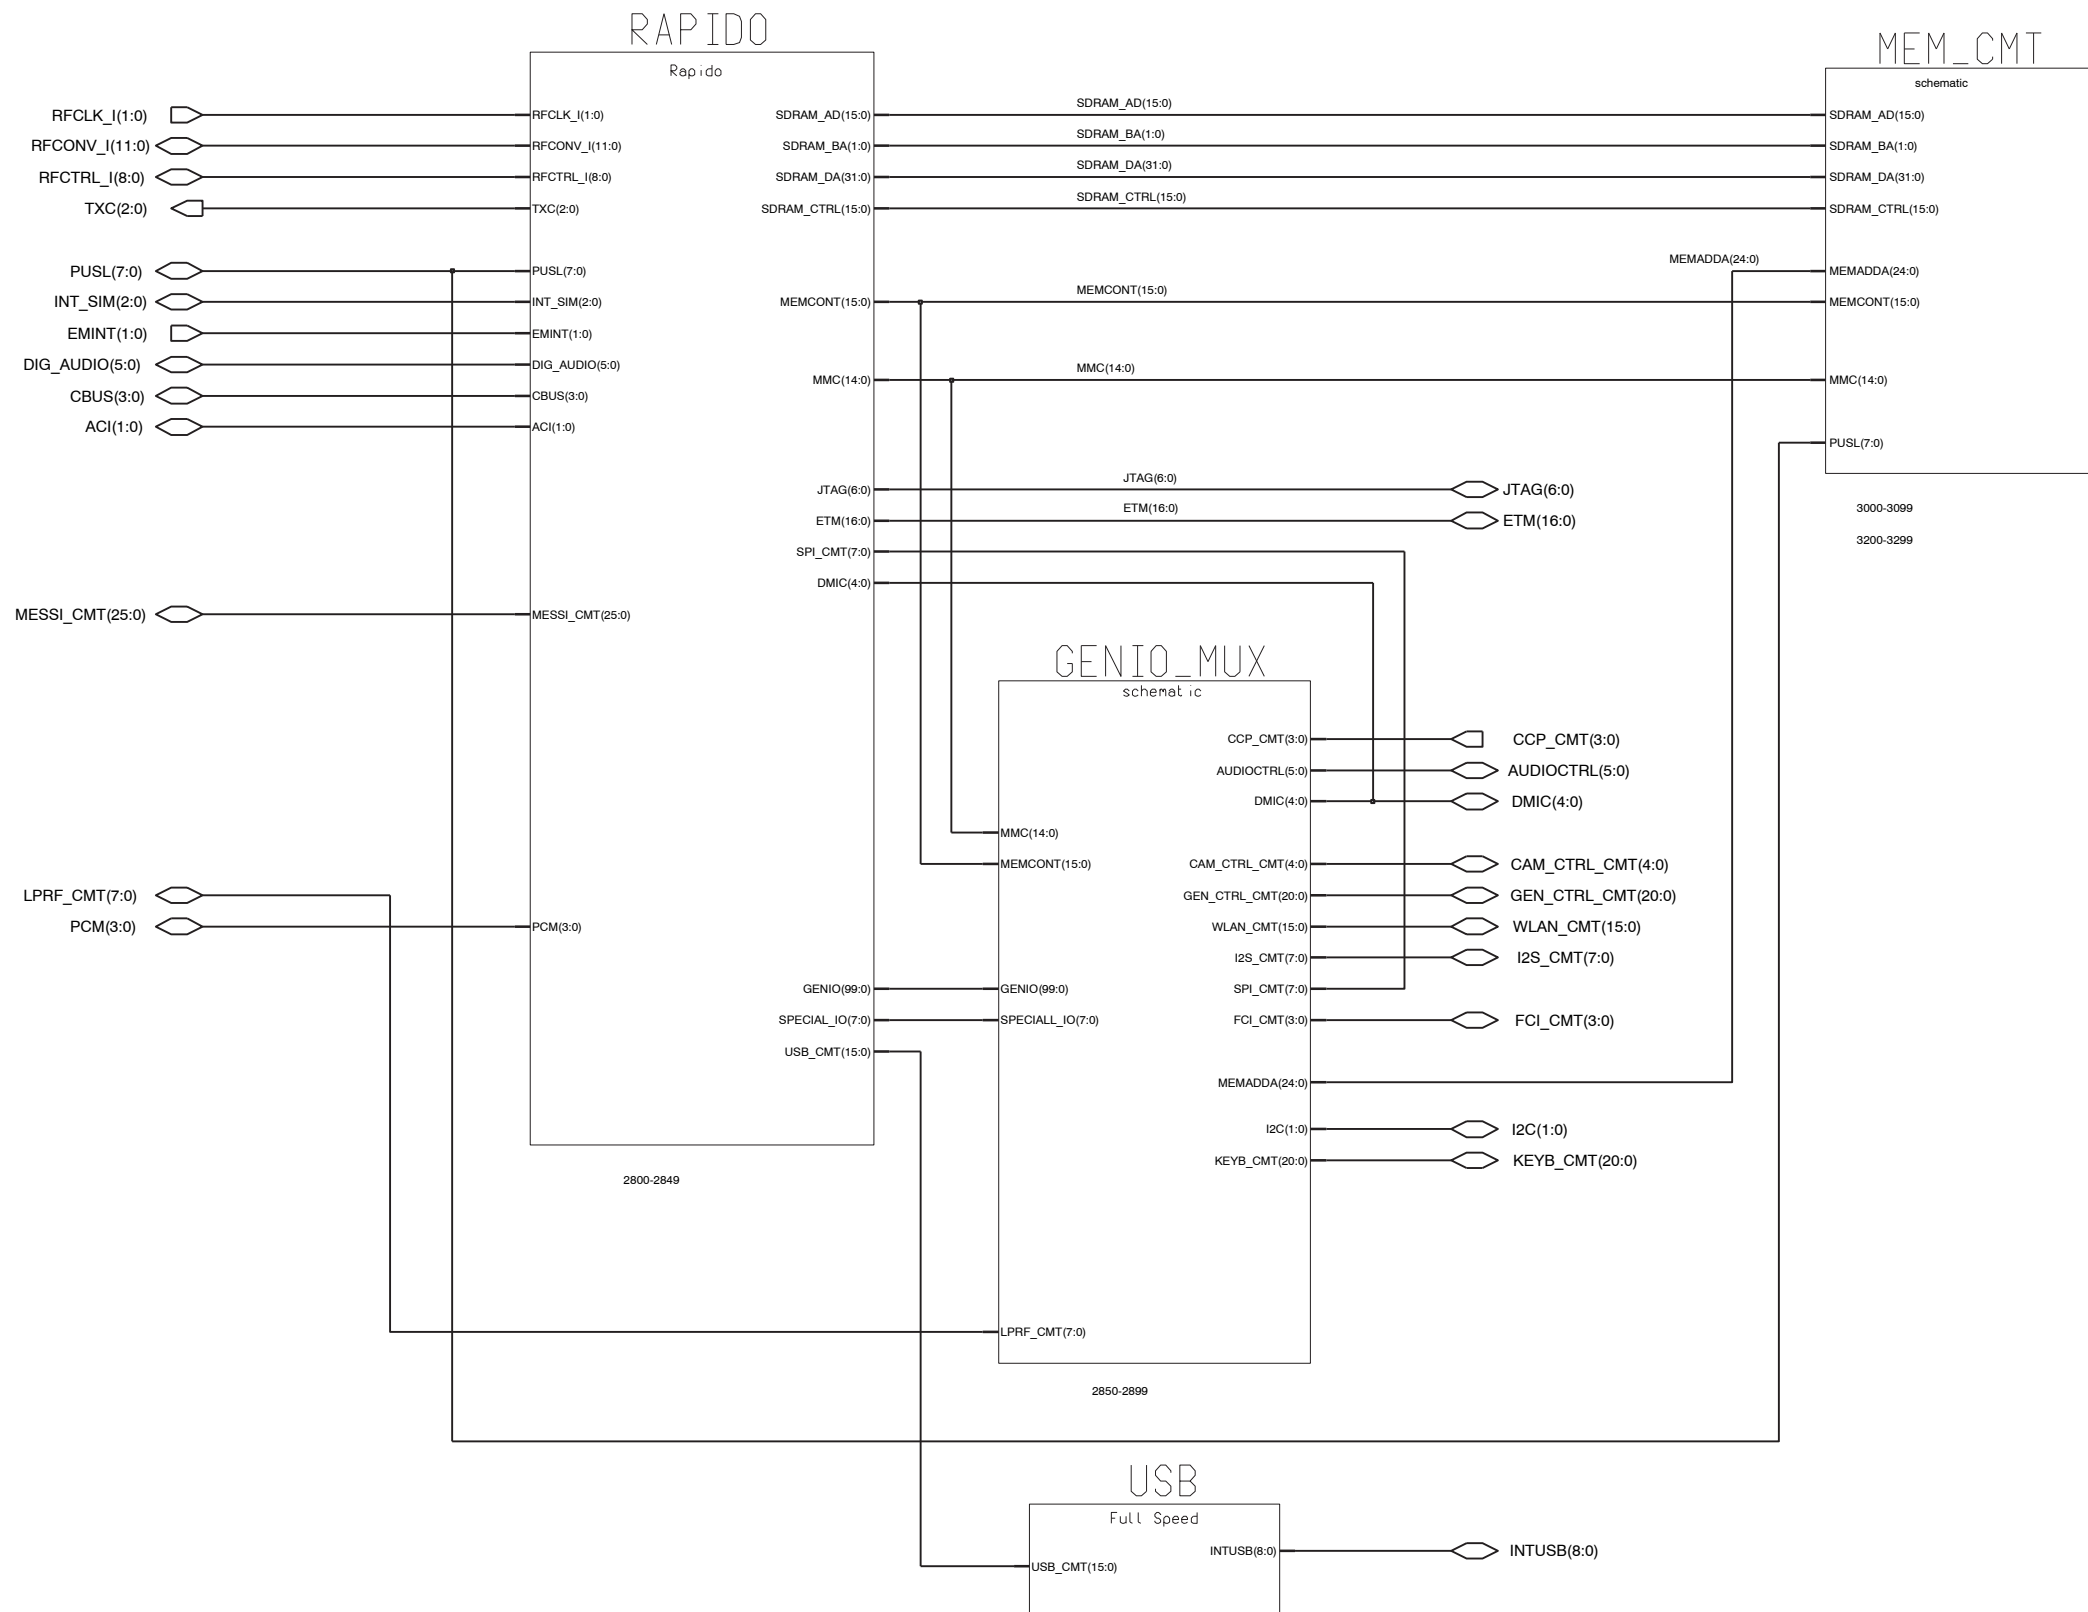 RAPIDO
Rapido
MEM_CMT
schematic
RFCLK_I(1:0)
RFCLK_I(1:0)
SDRAM_AD(15:0)
SDRAM_AD(15:0)
SDRAM_AD(15:0)
RFCONV_I(11:0)
RFCONV_I(11:0)
SDRAM_BA(1:0)
SDRAM_BA(1:0)
SDRAM_BA(1:0)
RFCTRL_I(8:0)
RFCTRL_I(8:0)
SDRAM_DA(31:0)
SDRAM_DA(31:0)
SDRAM_DA(31:0)
TXC(2:0)
TXC(2:0)
SDRAM_CTRL(15:0)
SDRAM_CTRL(15:0)
SDRAM_CTRL(15:0)
PUSL(7:0)
PUSL(7:0)
MEMADDA(24:0)
MEMADDA(24:0)
INT_SIM(2:0)
INT_SIM(2:0)
MEMCONT(15:0)
MEMCONT(15:0)
MEMCONT(15:0)
EMINT(1:0)
EMINT(1:0)
DIG_AUDIO(5:0)
DIG_AUDIO(5:0)
MMC(14:0)
MMC(14:0)
MMC(14:0)
CBUS(3:0)
CBUS(3:0)
ACI(1:0)
ACI(1:0)
PUSL(7:0)
JTAG(6:0)
JTAG(6:0)
JTAG(6:0)
ETM(16:0)
ETM(16:0)
ETM(16:0)
3000-3099
3200-3299
SPI_CMT(7:0)
DMIC(4:0)
MESSI_CMT(25:0)
MESSI_CMT(25:0)
GENIO_MUX
schematic
CCP_CMT(3:0)
CCP_CMT(3:0)
AUDIOCTRL(5:0)
AUDIOCTRL(5:0)
DMIC(4:0)
DMIC(4:0)
MMC(14:0)
MEMCONT(15:0)
CAM_CTRL_CMT(4:0)
CAM_CTRL_CMT(4:0)
LPRF_CMT(7:0)
GEN_CTRL_CMT(20:0)
GEN_CTRL_CMT(20:0)
PCM(3:0)
PCM(3:0)
WLAN_CMT(15:0)
WLAN_CMT(15:0)
I2S_CMT(7:0)
I2S_CMT(7:0)
GENIO(99:0)
GENIO(99:0)
SPI_CMT(7:0)
SPECIAL_IO(7:0)
SPECIALL_IO(7:0)
FCI_CMT(3:0)
FCI_CMT(3:0)
USB_CMT(15:0)
MEMADDA(24:0)
I2C(1:0)
I2C(1:0)
KEYB_CMT(20:0)
KEYB_CMT(20:0)
2800-2849
LPRF_CMT(7:0)
2850-2899
USB
Full Speed
INTUSB(8:0)
INTUSB(8:0)
USB_CMT(15:0)